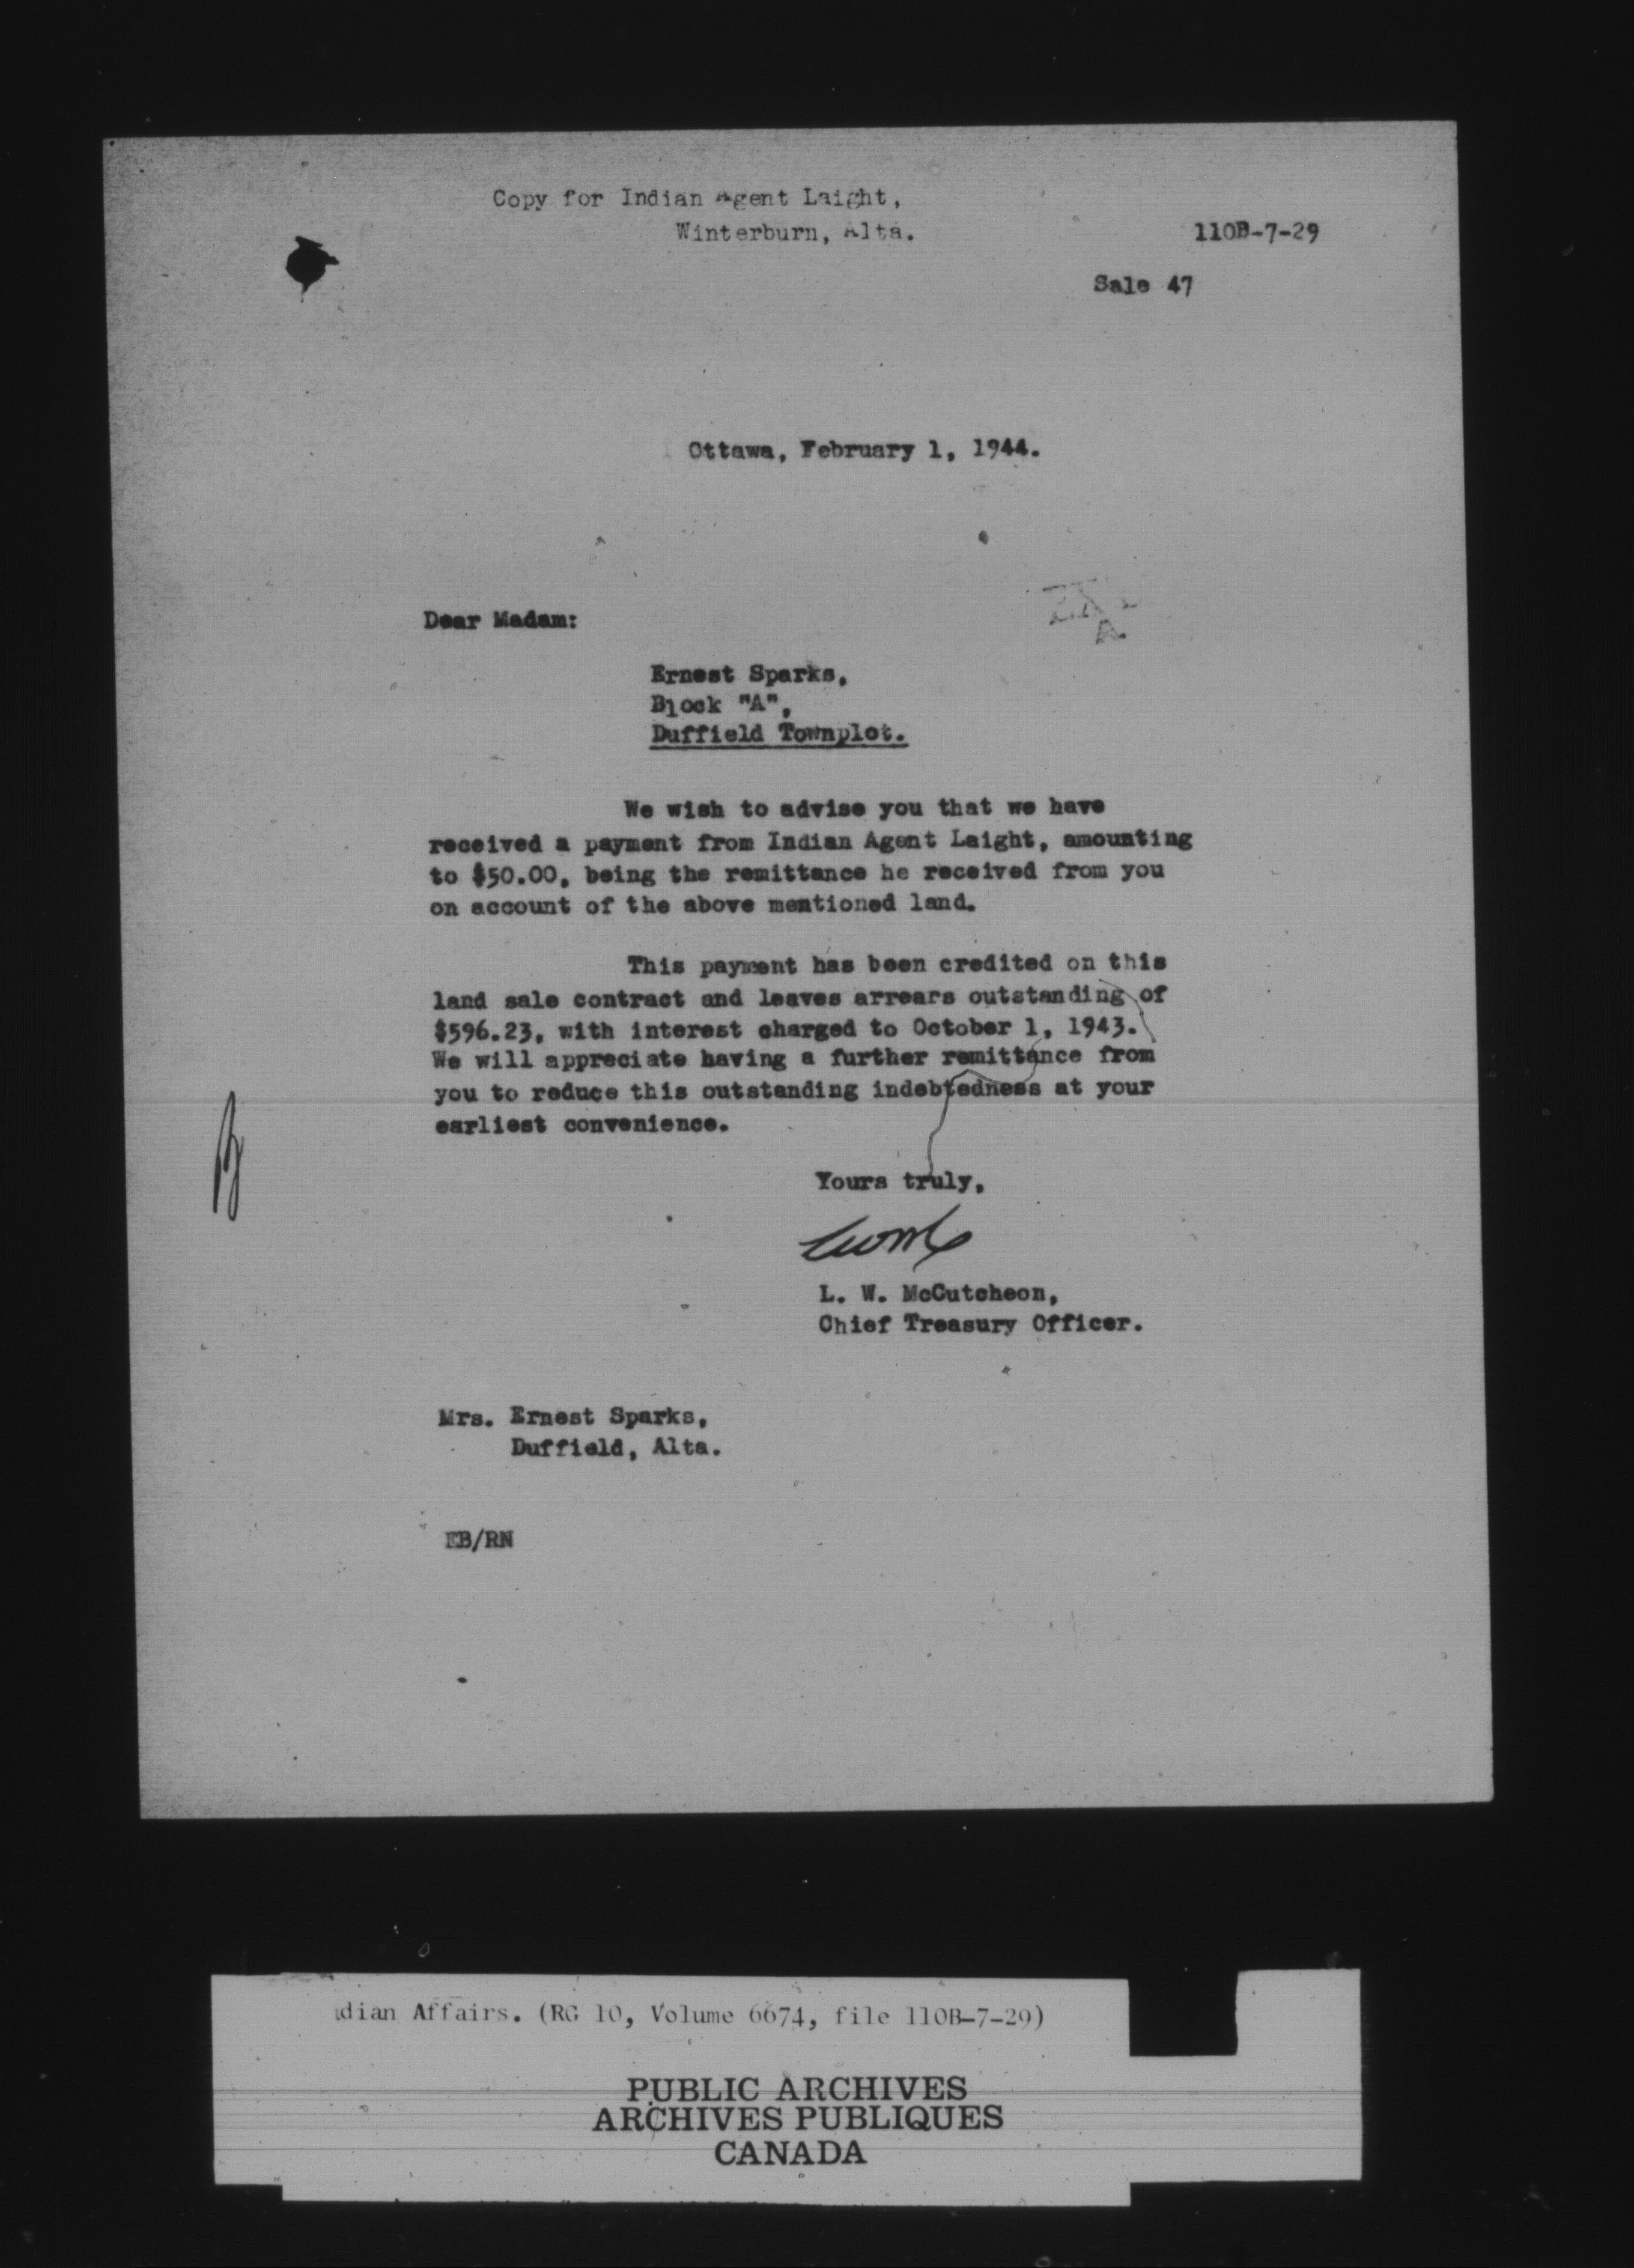 Copy for Indian Agent Laight,
Winterburn, Alta.
110B-7-29
Sale 47
Ottawa, February 1, 1944.
Dear Madam:
Ernest Sparks,
Block "A",
Duffield Townplot.
We wish to advise you that we have
received a payment from Indian Agent Laight, amounting
to $50.00, being the remittance he received from you
on account of the above mentioned land.
This payment has been credited on this
land sale contract and leaves arrears outstanding of
$596.23, with interest charged to October 1, 1943.
We will appreciate having a further remittance from
you to reduce this outstanding indebtedness at your
earliest convenience.
Yours truly,
L. W. McCutcheon,
Chief Treasury Officer.
Mrs. Ernest Sparks,
Duffield, Alta.
EB/RN
dian Affairs. (RG 10, Volume 6674, file 110B-7-29)
PUBLIC ARCHIVES
ARCHIVES PUBLIQUES
CANADA